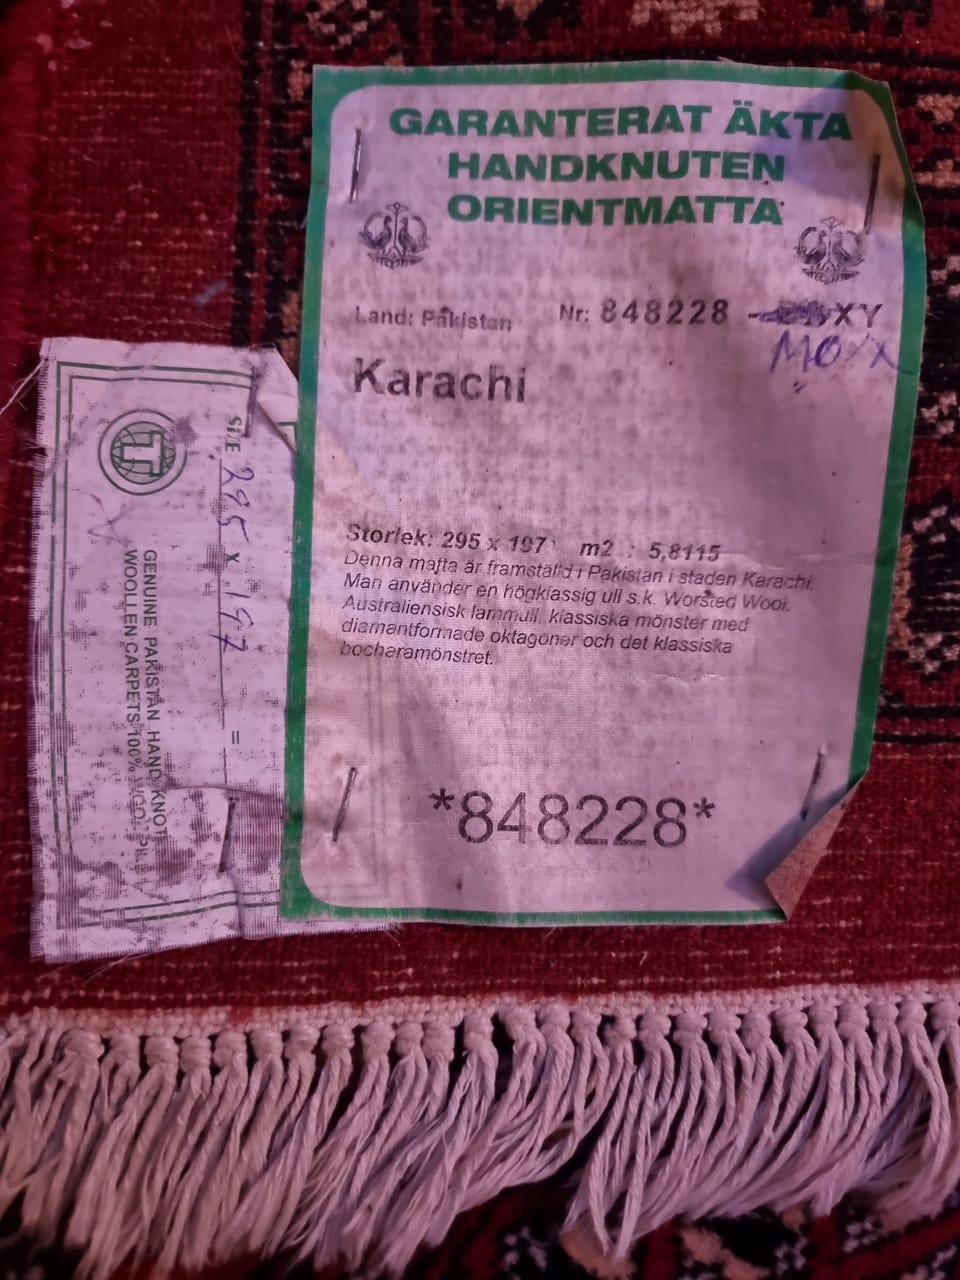 GARANTERAT ÄKTA
HANDKNUTEN
ORIENTMATTA
Land: Pakistan Nr: 848228 - XY
Karachi
Storlek: 295 x 197 m2 : 5,8115
Denna matta är framställd i Pakistan i staden Karachi.
Man använder en högklassig ull s.k. Worsted Wool.
Australiensisk lammull, klassiska mönster med
diamantformade oktagoner och det klassiska
bocharamönstret.
*848228*
SIZE 295 x 197 =
GENUINE PAKISTAN HAND KNOT
WOOLLEN CARPETS 100%